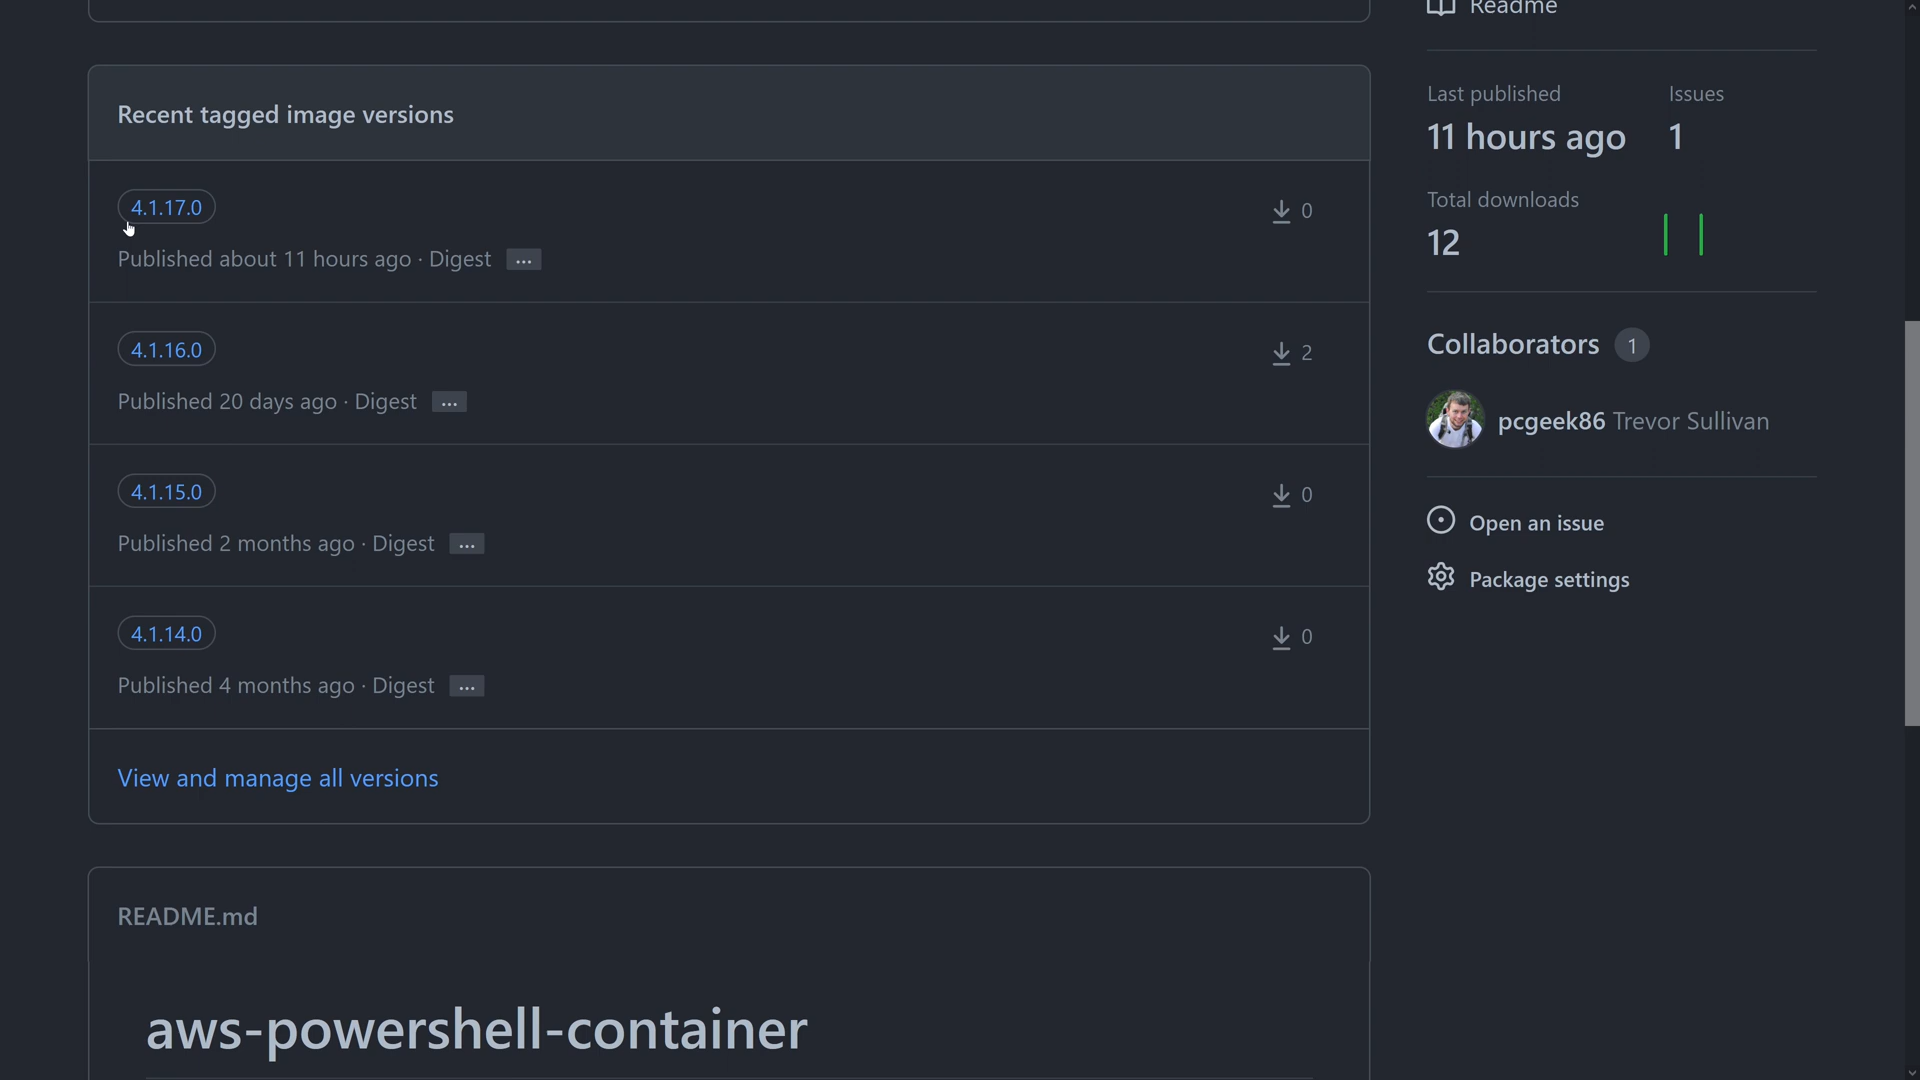 Readme
Recent tagged image versions
4.1.17.0
0
Published about 11 hours ago · Digest ...
4.1.16.0
2
Published 20 days ago · Digest ...
4.1.15.0
0
Published 2 months ago · Digest ...
4.1.14.0
0
Published 4 months ago · Digest ...
View and manage all versions
README.md
aws-powershell-container
Last published Issues
11 hours ago 1
Total downloads
12
Collaborators 1
pcgeek86 Trevor Sullivan
Open an issue
Package settings